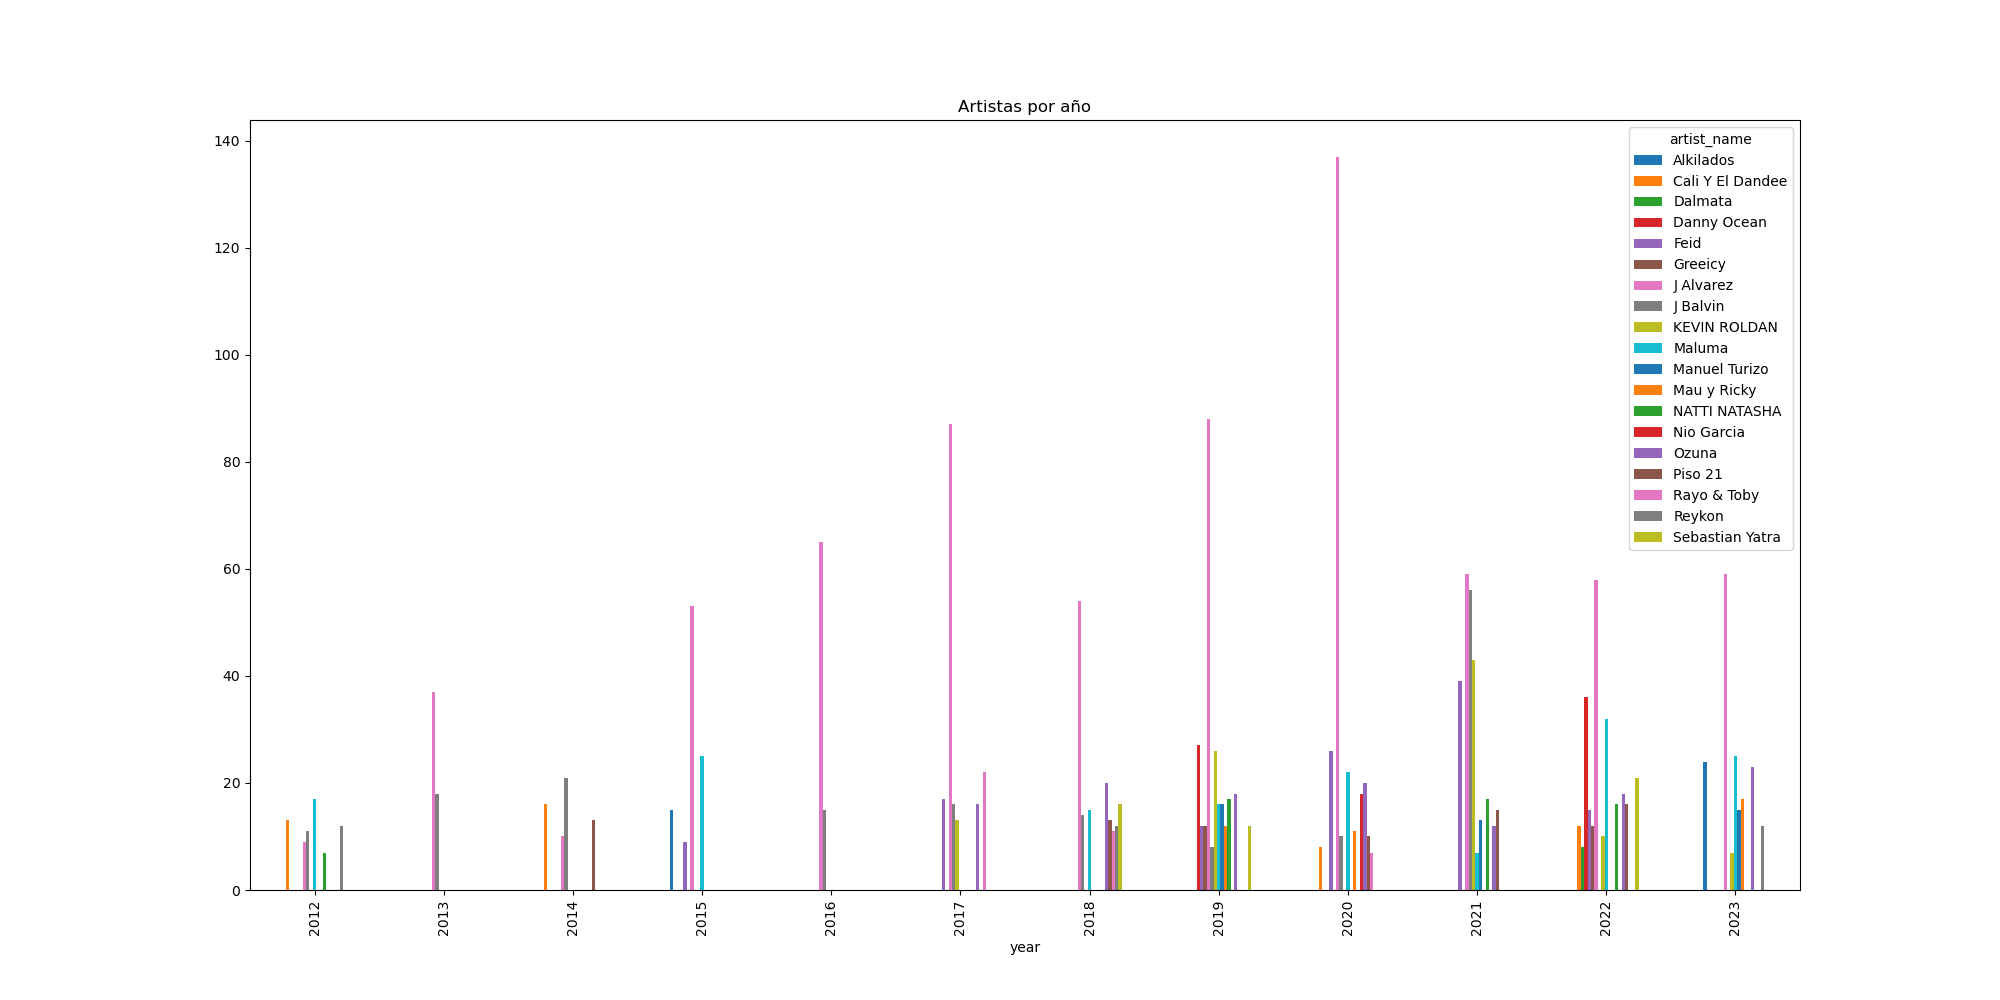 Artistas por año
140
120
100
80
60
40
20
0
artist_name
Alkilados
Cali Y El Dandee
Dalmata
Danny Ocean
Feid
Greeicy
J Alvarez
J Balvin
KEVIN ROLDAN
Maluma
Manuel Turizo
Mau y Ricky
NATTI NATASHA
Nio Garcia
Ozuna
Piso 21
Rayo & Toby
Reykon
Sebastian Yatra
2012
2013
2014
2015
2016
2017
2018
2019
2020
2021
2022
2023
year